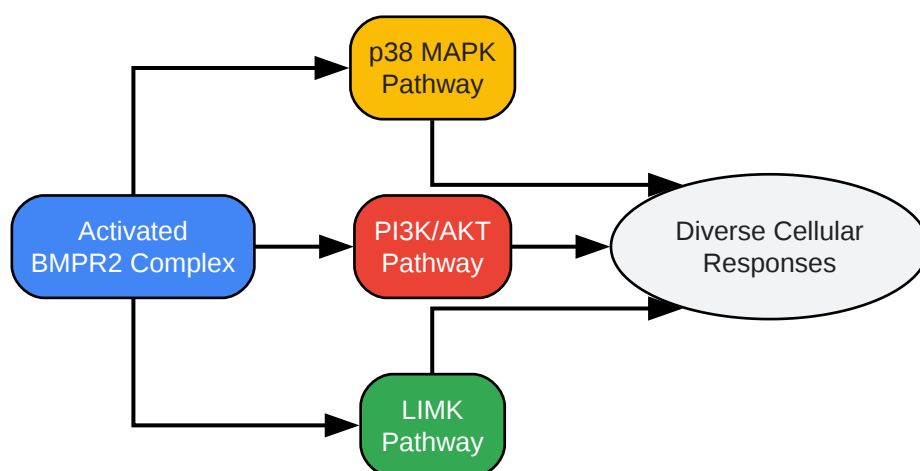 p38 MAPK
Pathway
Activated
BMPR2 Complex
PI3K/AKT
Pathway
Diverse Cellular
Responses
LIMK
Pathway